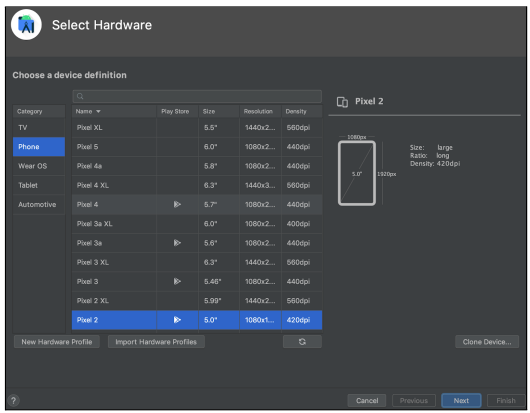 Select Hardware
Choose a device definition
Category
TV
Phone
Wear OS
Tablet
Automotive
Name Play Store Size Resolution Density
Pixel XL 5.5" 1440x2... 560dpi
Pixel 5 6.0" 1080x2... 440dpi
Pixel 4a 5.8" 1080x2... 440dpi
Pixel 4 XL 6.3" 1440x3... 560dpi
Pixel 4 5.7" 1080x2... 440dpi
Pixel 3a XL 6.0" 1080x2... 400dpi
Pixel 3a 5.6" 1080x2... 440dpi
Pixel 3 XL 6.3" 1440x2... 560dpi
Pixel 3 5.46" 1080x2... 440dpi
Pixel 2 XL 5.99" 1440x2... 560dpi
Pixel 2 5.0" 1080x1... 420dpi
Pixel 2
1080px
5.0"
1920px
Size: large
Ratio: long
Density: 420dpi
New Hardware Profile Import Hardware Profiles Clone Device...
? Cancel Previous Next Finish